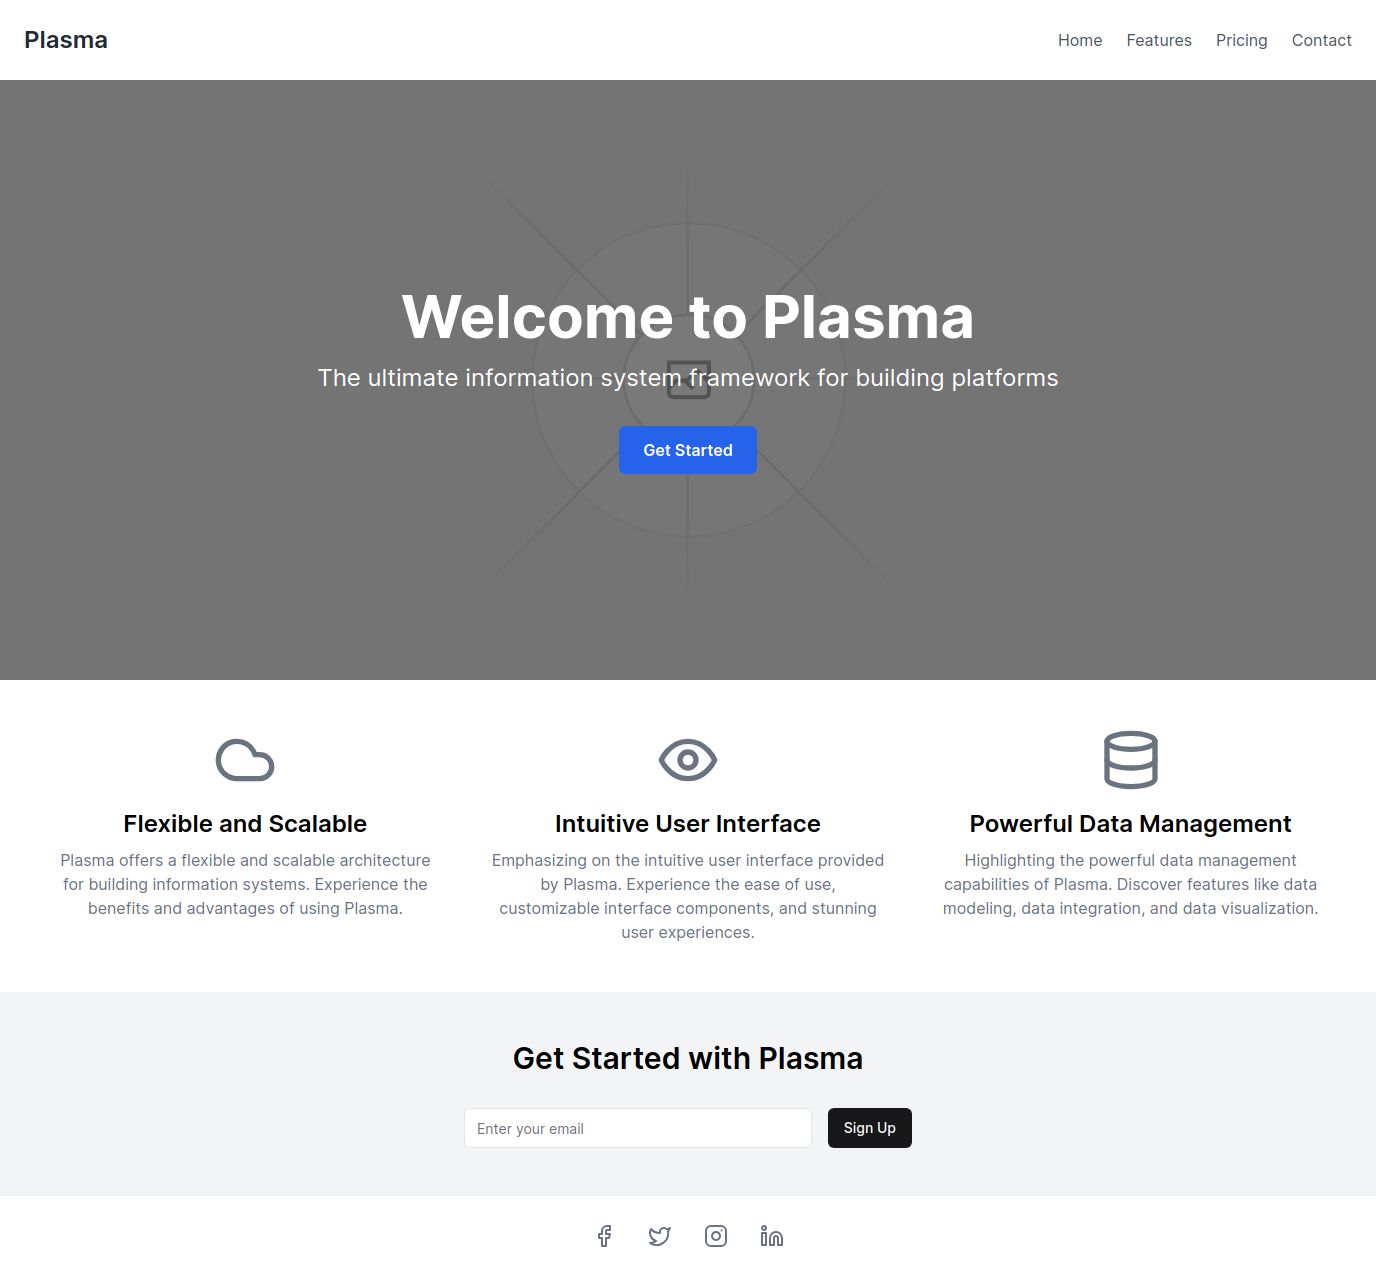 Plasma
Home Features Pricing Contact
Welcome to Plasma
The ultimate information system framework for building platforms
Get Started
Flexible and Scalable
Plasma offers a flexible and scalable architecture
for building information systems. Experience the
benefits and advantages of using Plasma.
Intuitive User Interface
Emphasizing on the intuitive user interface provided
by Plasma. Experience the ease of use,
customizable interface components, and stunning
user experiences.
Powerful Data Management
Highlighting the powerful data management
capabilities of Plasma. Discover features like data
modeling, data integration, and data visualization.
Get Started with Plasma
Enter your email
Sign Up